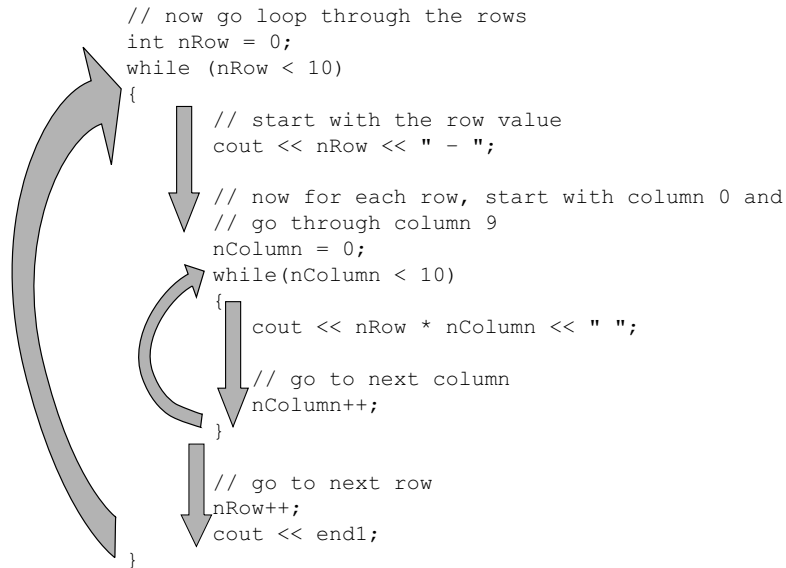 // now go loop through the rows
int nRow = 0;
while (nRow < 10)
{
// start with the row value
cout << nRow << " – ";
// now for each row, start with column 0 and
// go through column 9
nColumn = 0;
while(nColumn < 10)
{
cout << nRow * nColumn << " ";
// go to next column
nColumn++;
}
// go to next row
nRow++;
cout << end1;
}